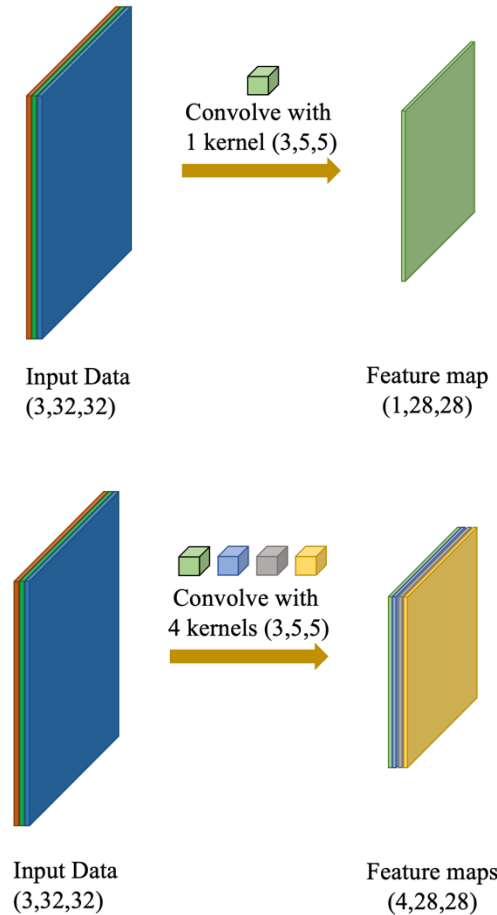 Convolve with
1 kernel (3,5,5)
Input Data
(3,32,32)
Feature map
(1,28,28)
Convolve with
4 kernels (3,5,5)
Input Data
(3,32,32)
Feature maps
(4,28,28)